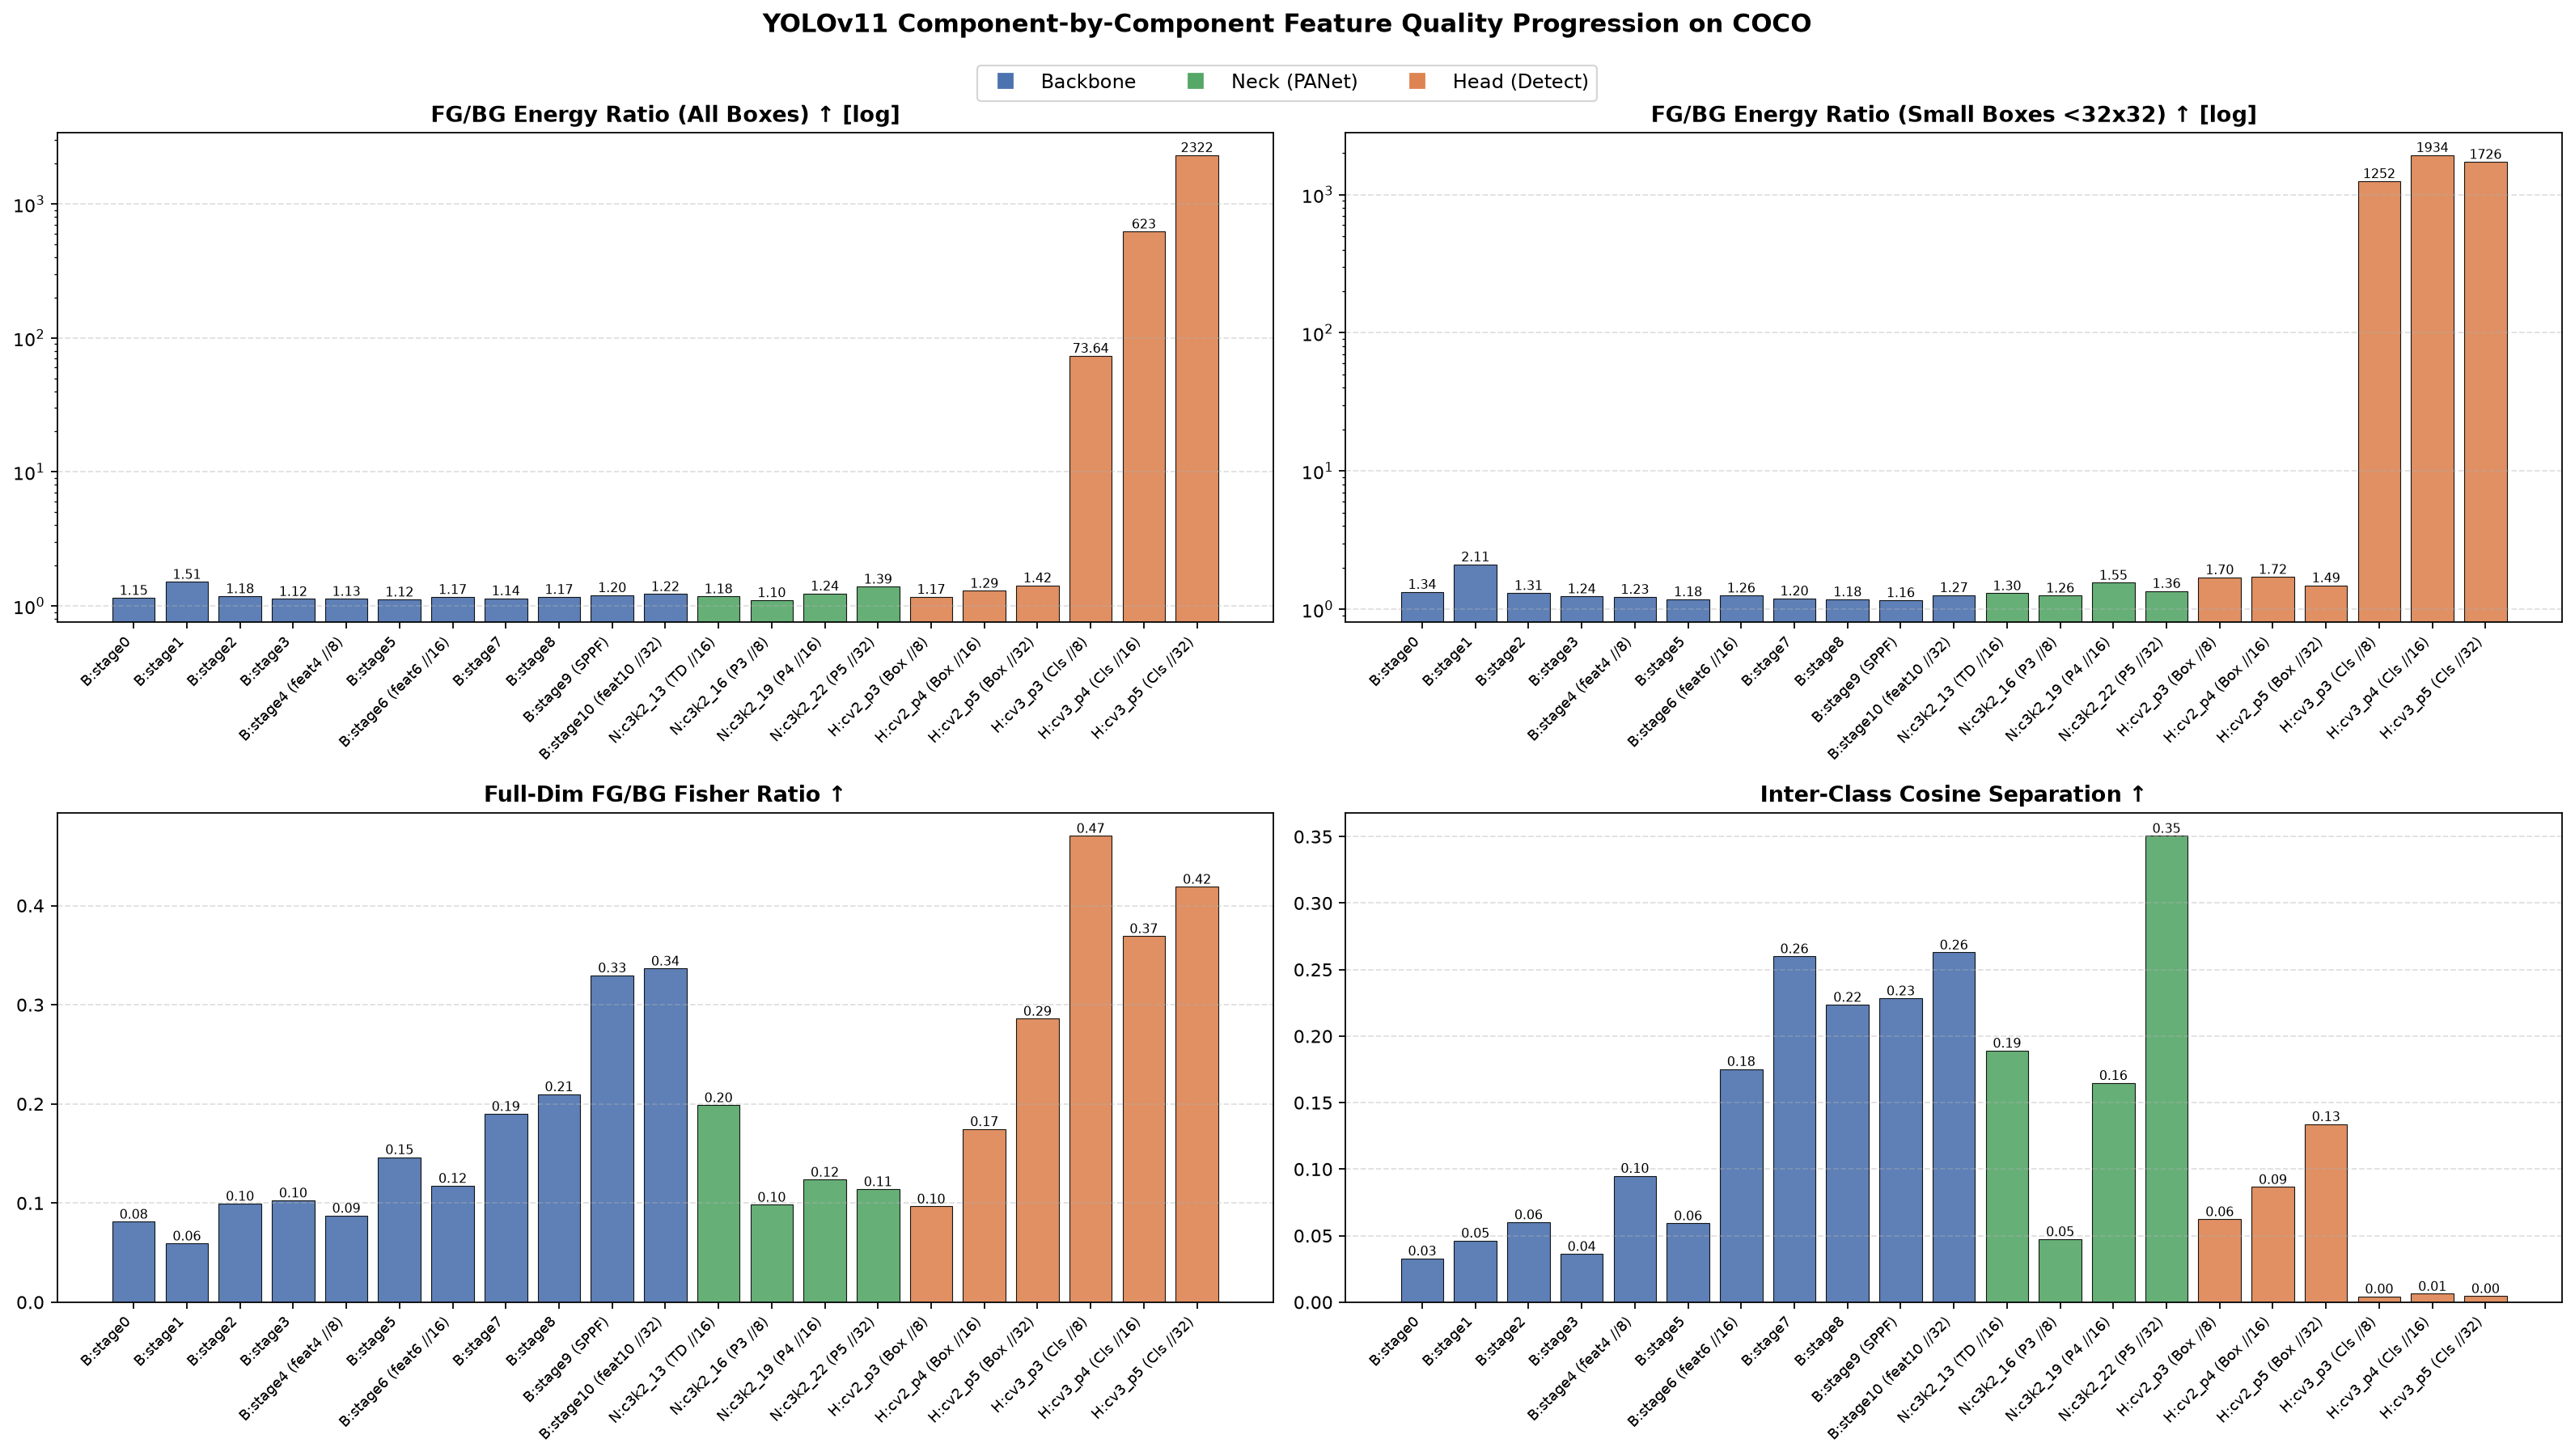 YOLOv11 Component-by-Component Feature Quality Progression on COCO
Backbone Neck (PANet) Head (Detect)
FG/BG Energy Ratio (All Boxes) ↑ [log]
10³
10²
10¹
10⁰
1.15 1.51 1.18 1.12 1.13 1.12 1.17 1.14 1.17 1.20 1.22 1.18 1.10 1.24 1.39 1.17 1.29 1.42 73.64 623 2322
B:stage0
B:stage1
B:stage2
B:stage3
B:stage4 (feat4 //8)
B:stage5
B:stage6 (feat6 //16)
B:stage7
B:stage8
B:stage9 (SPPF)
B:stage10 (feat10 //32)
N:c3k2_13 (TD //16)
N:c3k2_16 (P3 //8)
N:c3k2_19 (P4 //16)
N:c3k2_22 (P5 //32)
H:cv2_p3 (Box //8)
H:cv2_p4 (Box //16)
H:cv2_p5 (Box //32)
H:cv3_p3 (Cls //8)
H:cv3_p4 (Cls //16)
H:cv3_p5 (Cls //32)
FG/BG Energy Ratio (Small Boxes <32x32) ↑ [log]
10³
10²
10¹
10⁰
1.34 2.11 1.31 1.24 1.23 1.18 1.26 1.20 1.18 1.16 1.27 1.30 1.26 1.55 1.36 1.70 1.72 1.49 1252 1934 1726
B:stage0
B:stage1
B:stage2
B:stage3
B:stage4 (feat4 //8)
B:stage5
B:stage6 (feat6 //16)
B:stage7
B:stage8
B:stage9 (SPPF)
B:stage10 (feat10 //32)
N:c3k2_13 (TD //16)
N:c3k2_16 (P3 //8)
N:c3k2_19 (P4 //16)
N:c3k2_22 (P5 //32)
H:cv2_p3 (Box //8)
H:cv2_p4 (Box //16)
H:cv2_p5 (Box //32)
H:cv3_p3 (Cls //8)
H:cv3_p4 (Cls //16)
H:cv3_p5 (Cls //32)
Full-Dim FG/BG Fisher Ratio ↑
0.4
0.3
0.2
0.1
0.0
0.08 0.06 0.10 0.10 0.09 0.15 0.12 0.19 0.21 0.33 0.34 0.20 0.10 0.12 0.11 0.10 0.17 0.29 0.47 0.37 0.42
B:stage0
B:stage1
B:stage2
B:stage3
B:stage4 (feat4 //8)
B:stage5
B:stage6 (feat6 //16)
B:stage7
B:stage8
B:stage9 (SPPF)
B:stage10 (feat10 //32)
N:c3k2_13 (TD //16)
N:c3k2_16 (P3 //8)
N:c3k2_19 (P4 //16)
N:c3k2_22 (P5 //32)
H:cv2_p3 (Box //8)
H:cv2_p4 (Box //16)
H:cv2_p5 (Box //32)
H:cv3_p3 (Cls //8)
H:cv3_p4 (Cls //16)
H:cv3_p5 (Cls //32)
Inter-Class Cosine Separation ↑
0.35
0.30
0.25
0.20
0.15
0.10
0.05
0.00
0.03 0.05 0.06 0.04 0.10 0.06 0.18 0.26 0.22 0.23 0.26 0.19 0.05 0.16 0.35 0.06 0.09 0.13 0.00 0.01 0.00
B:stage0
B:stage1
B:stage2
B:stage3
B:stage4 (feat4 //8)
B:stage5
B:stage6 (feat6 //16)
B:stage7
B:stage8
B:stage9 (SPPF)
B:stage10 (feat10 //32)
N:c3k2_13 (TD //16)
N:c3k2_16 (P3 //8)
N:c3k2_19 (P4 //16)
N:c3k2_22 (P5 //32)
H:cv2_p3 (Box //8)
H:cv2_p4 (Box //16)
H:cv2_p5 (Box //32)
H:cv3_p3 (Cls //8)
H:cv3_p4 (Cls //16)
H:cv3_p5 (Cls //32)